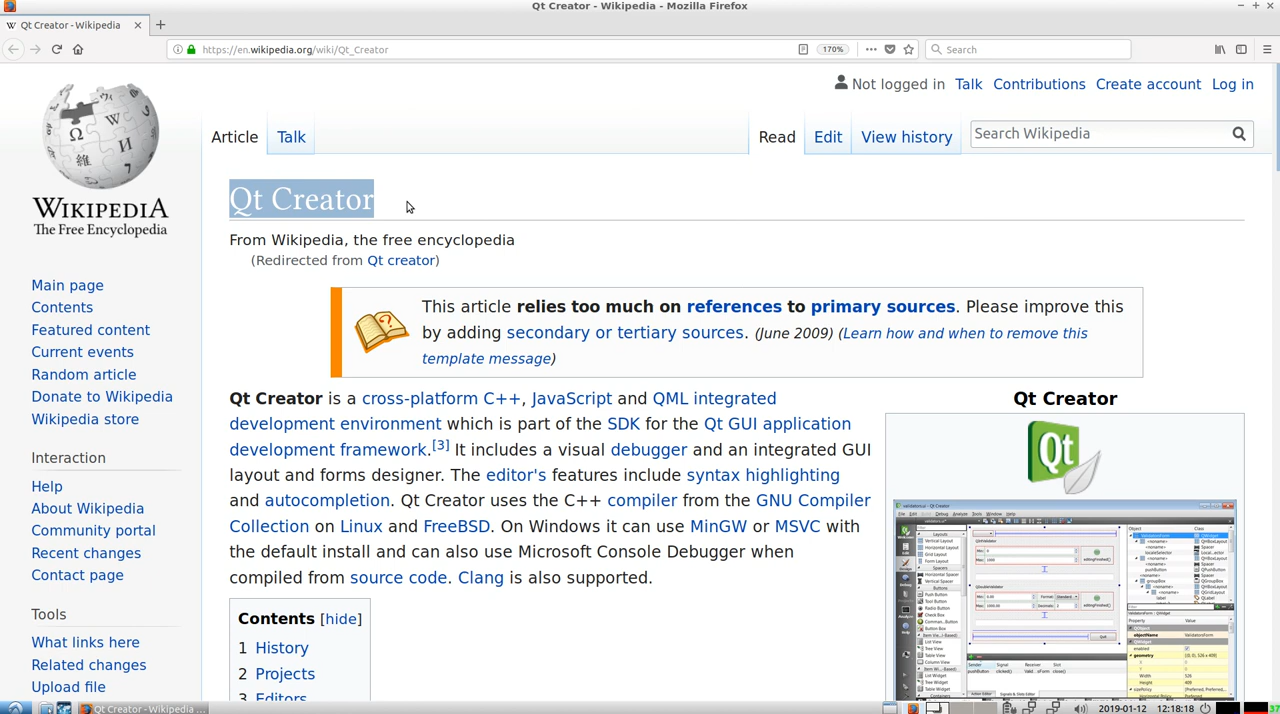 Qt Creator - Wikipedia - Mozilla Firefox
W Qt Creator - Wikipedia
https://en.wikipedia.org/wiki/Qt_Creator
170%
Search
Not logged in Talk Contributions Create account Log in
Article Talk
Read Edit View history
Search Wikipedia
WIKIPEDIA
The Free Encyclopedia
Main page
Contents
Featured content
Current events
Random article
Donate to Wikipedia
Wikipedia store
Interaction
Help
About Wikipedia
Community portal
Recent changes
Contact page
Tools
What links here
Related changes
Upload file
Qt Creator
From Wikipedia, the free encyclopedia
(Redirected from Qt creator)
This article relies too much on references to primary sources. Please improve this
by adding secondary or tertiary sources. (June 2009) (Learn how and when to remove this
template message)
Qt Creator is a cross-platform C++, JavaScript and QML integrated
development environment which is part of the SDK for the Qt GUI application
development framework.[3] It includes a visual debugger and an integrated GUI
layout and forms designer. The editor's features include syntax highlighting
and autocompletion. Qt Creator uses the C++ compiler from the GNU Compiler
Collection on Linux and FreeBSD. On Windows it can use MinGW or MSVC with
the default install and can also use Microsoft Console Debugger when
compiled from source code. Clang is also supported.
Contents [hide]
1 History
2 Projects
3 Editors
Qt Creator
Qt
Qt Creator - Wikipedia ...
2019-01-12 12:18:18
37